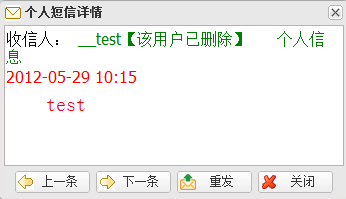 个人短信详情
收信人： __test【该用户已删除】 个人信
息
2012-05-29 10:15
test
上一条 下一条 重发 关闭